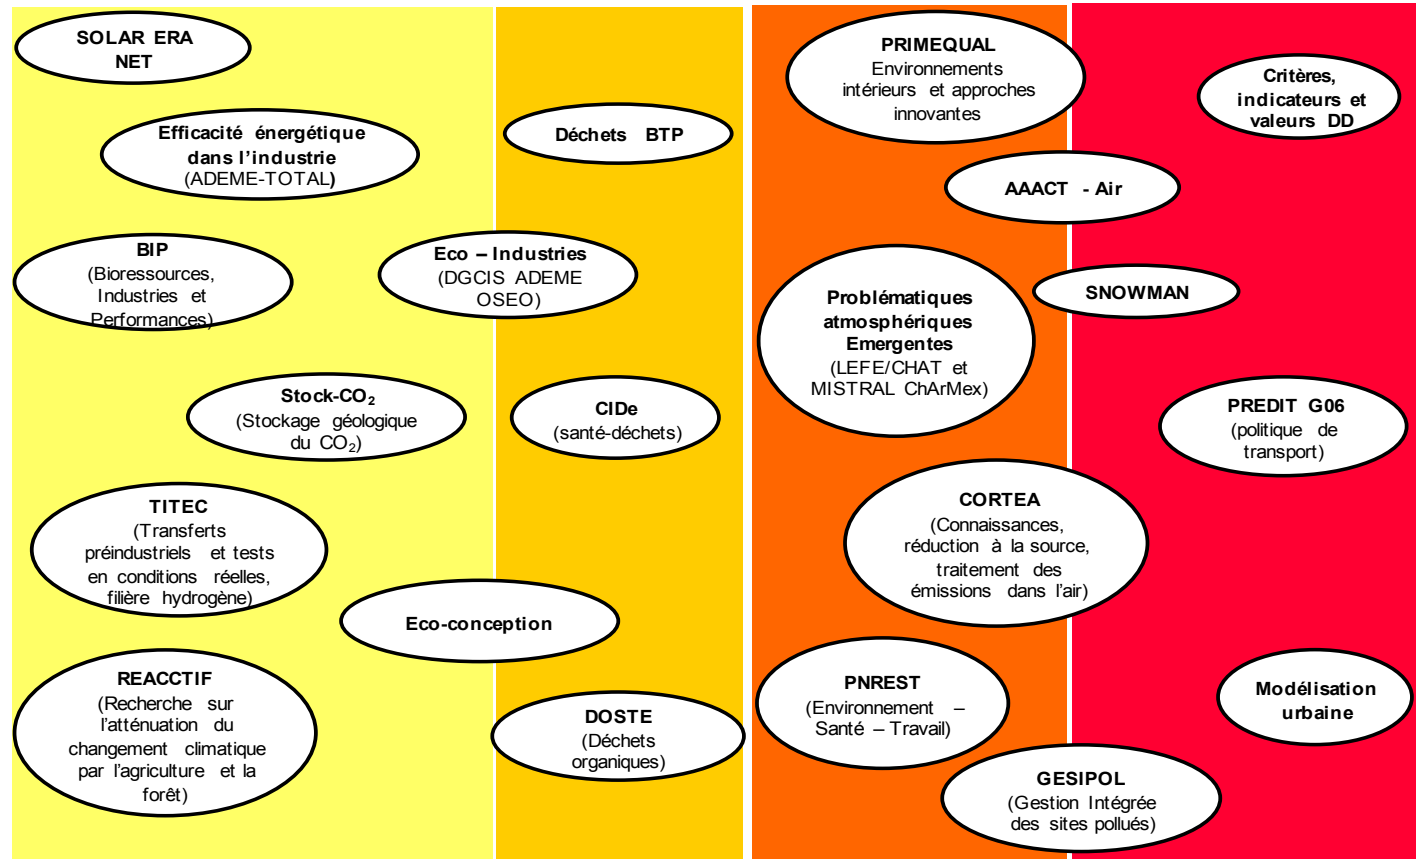 SOLAR ERA
NET
Efficacité énergétique
dans l'industrie
(ADEME-TOTAL)
BIP
(Bioressources,
Industries et
Performances)
Eco – Industries
(DGCIS ADEME
OSEO)
Stock-CO₂
(Stockage géologique
du CO₂)
TITEC
(Transferts
préindustriels et tests
en conditions réelles,
filière hydrogène)
Eco-conception
REACCTIF
(Recherche sur
l'atténuation du
changement climatique
par l'agriculture et la
forêt)
Déchets BTP
CIDe
(santé-déchets)
DOSTE
(Déchets
organiques)
PRIMEQUAL
Environnements
intérieurs et approches
innovantes
AAACT - Air
Problématiques
atmosphériques
Emergentes
(LEFE/CHAT et
MISTRAL ChArMex)
SNOWMAN
CORTEA
(Connaissances,
réduction à la source,
traitement des
émissions dans l'air)
PNREST
(Environnement –
Santé – Travail)
GESIPOL
(Gestion Intégrée
des sites pollués)
Critères,
indicateurs et
valeurs DD
PREDIT G06
(politique de
transport)
Modélisation
urbaine